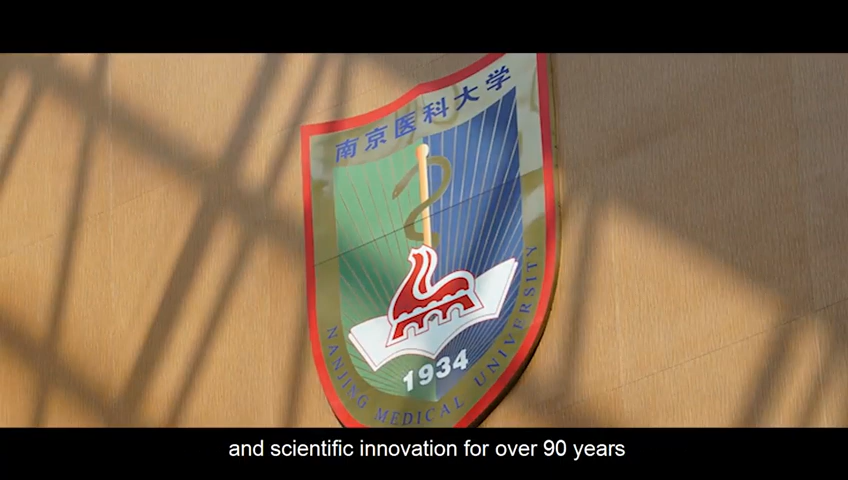 南京医科大学
1934
NANJING MEDICAL UNIVERSITY
and scientific innovation for over 90 years